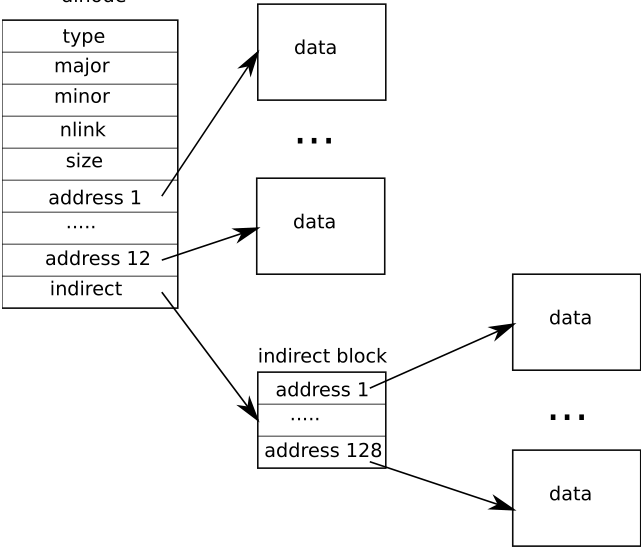 dinode
type
major
minor
nlink
size
address 1
.....
address 12
indirect
data
...
data
indirect block
address 1
.....
address 128
data
...
data